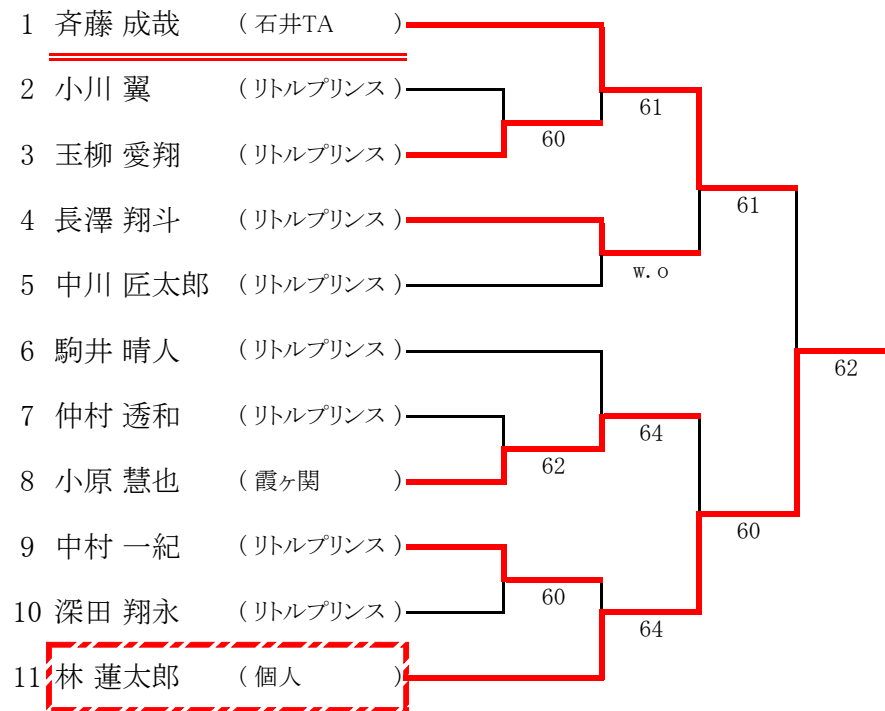 1 斉藤 成哉 ( 石井TA )
2 小川 翼 ( リトルプリンス )
61
60
3 玉柳 愛翔 ( リトルプリンス )
61
4 長澤 翔斗 ( リトルプリンス )
w.o
5 中川 匠太郎 ( リトルプリンス )
6 駒井 晴人 ( リトルプリンス )
62
7 仲村 透和 ( リトルプリンス )
64
62
8 小原 慧也 ( 霞ヶ関 )
60
9 中村 一紀 ( リトルプリンス )
60
10 深田 翔永 ( リトルプリンス )
64
11 林 蓮太郎 ( 個人 )